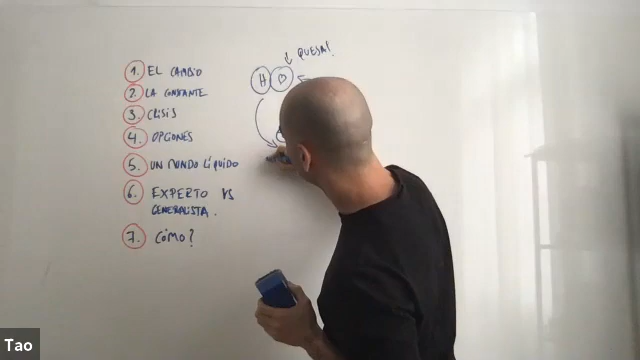 1. EL CAMBIO
2. LA CONSTANTE
3. CRISIS
4. OPCIONES
5. UN MUNDO LÍQUIDO
6. EXPERTO VS
GENERALISTA.
7. CÓMO?
QUEJA!
H
Tao